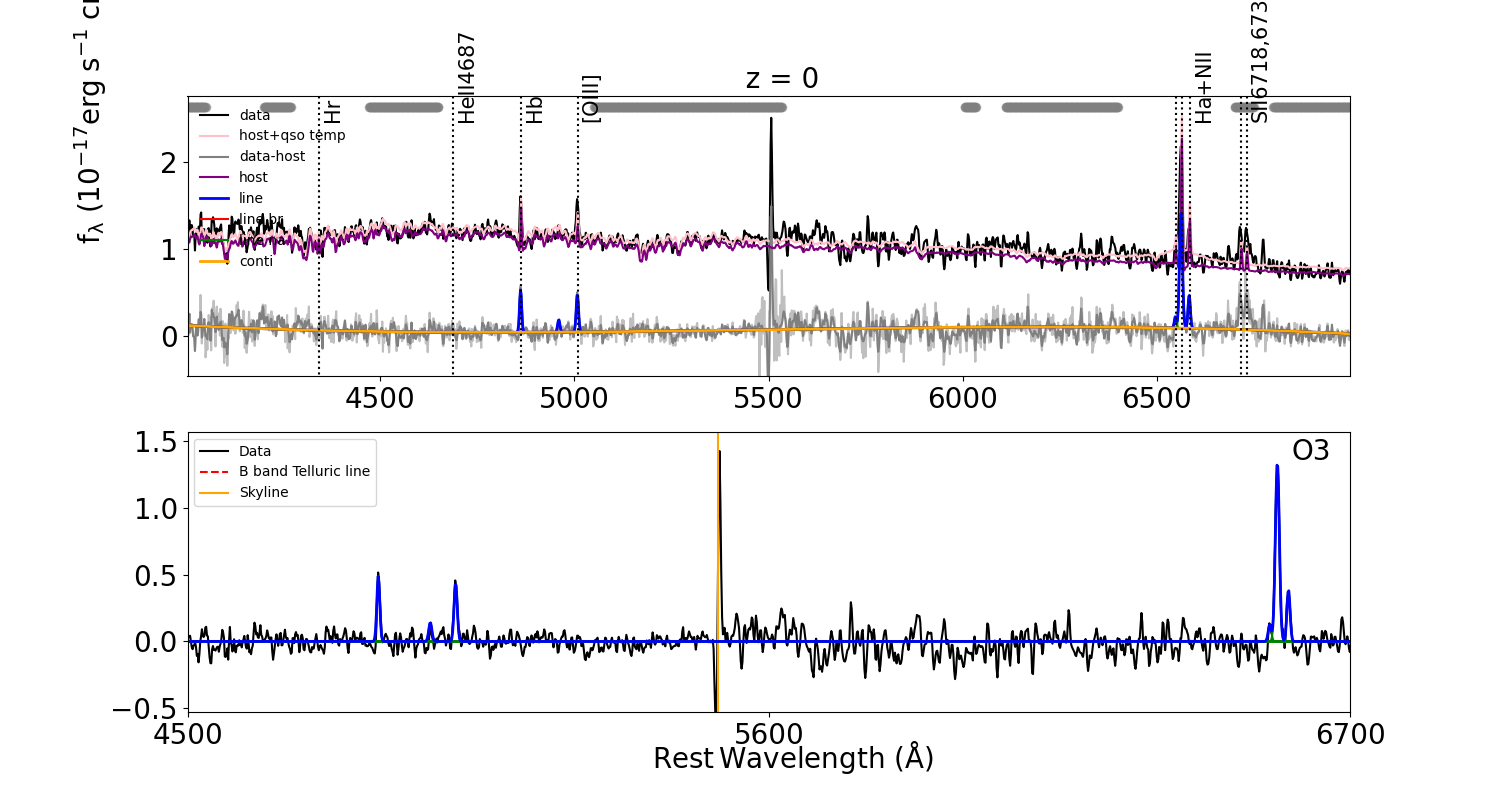 z = 0
f_λ (10^−17 erg s^−1 c
Hr
HeII4687
Hb
[OIII]
Ha+NII
SII6718,673
data
host+qso temp
data-host
host
line
line br
conti
2
1
0
4500 5000 5500 6000 6500
O3
Data
B band Telluric line
Skyline
1.5
1.0
0.5
0.0
−0.5
4500 5600 6700
Rest Wavelength (Å)